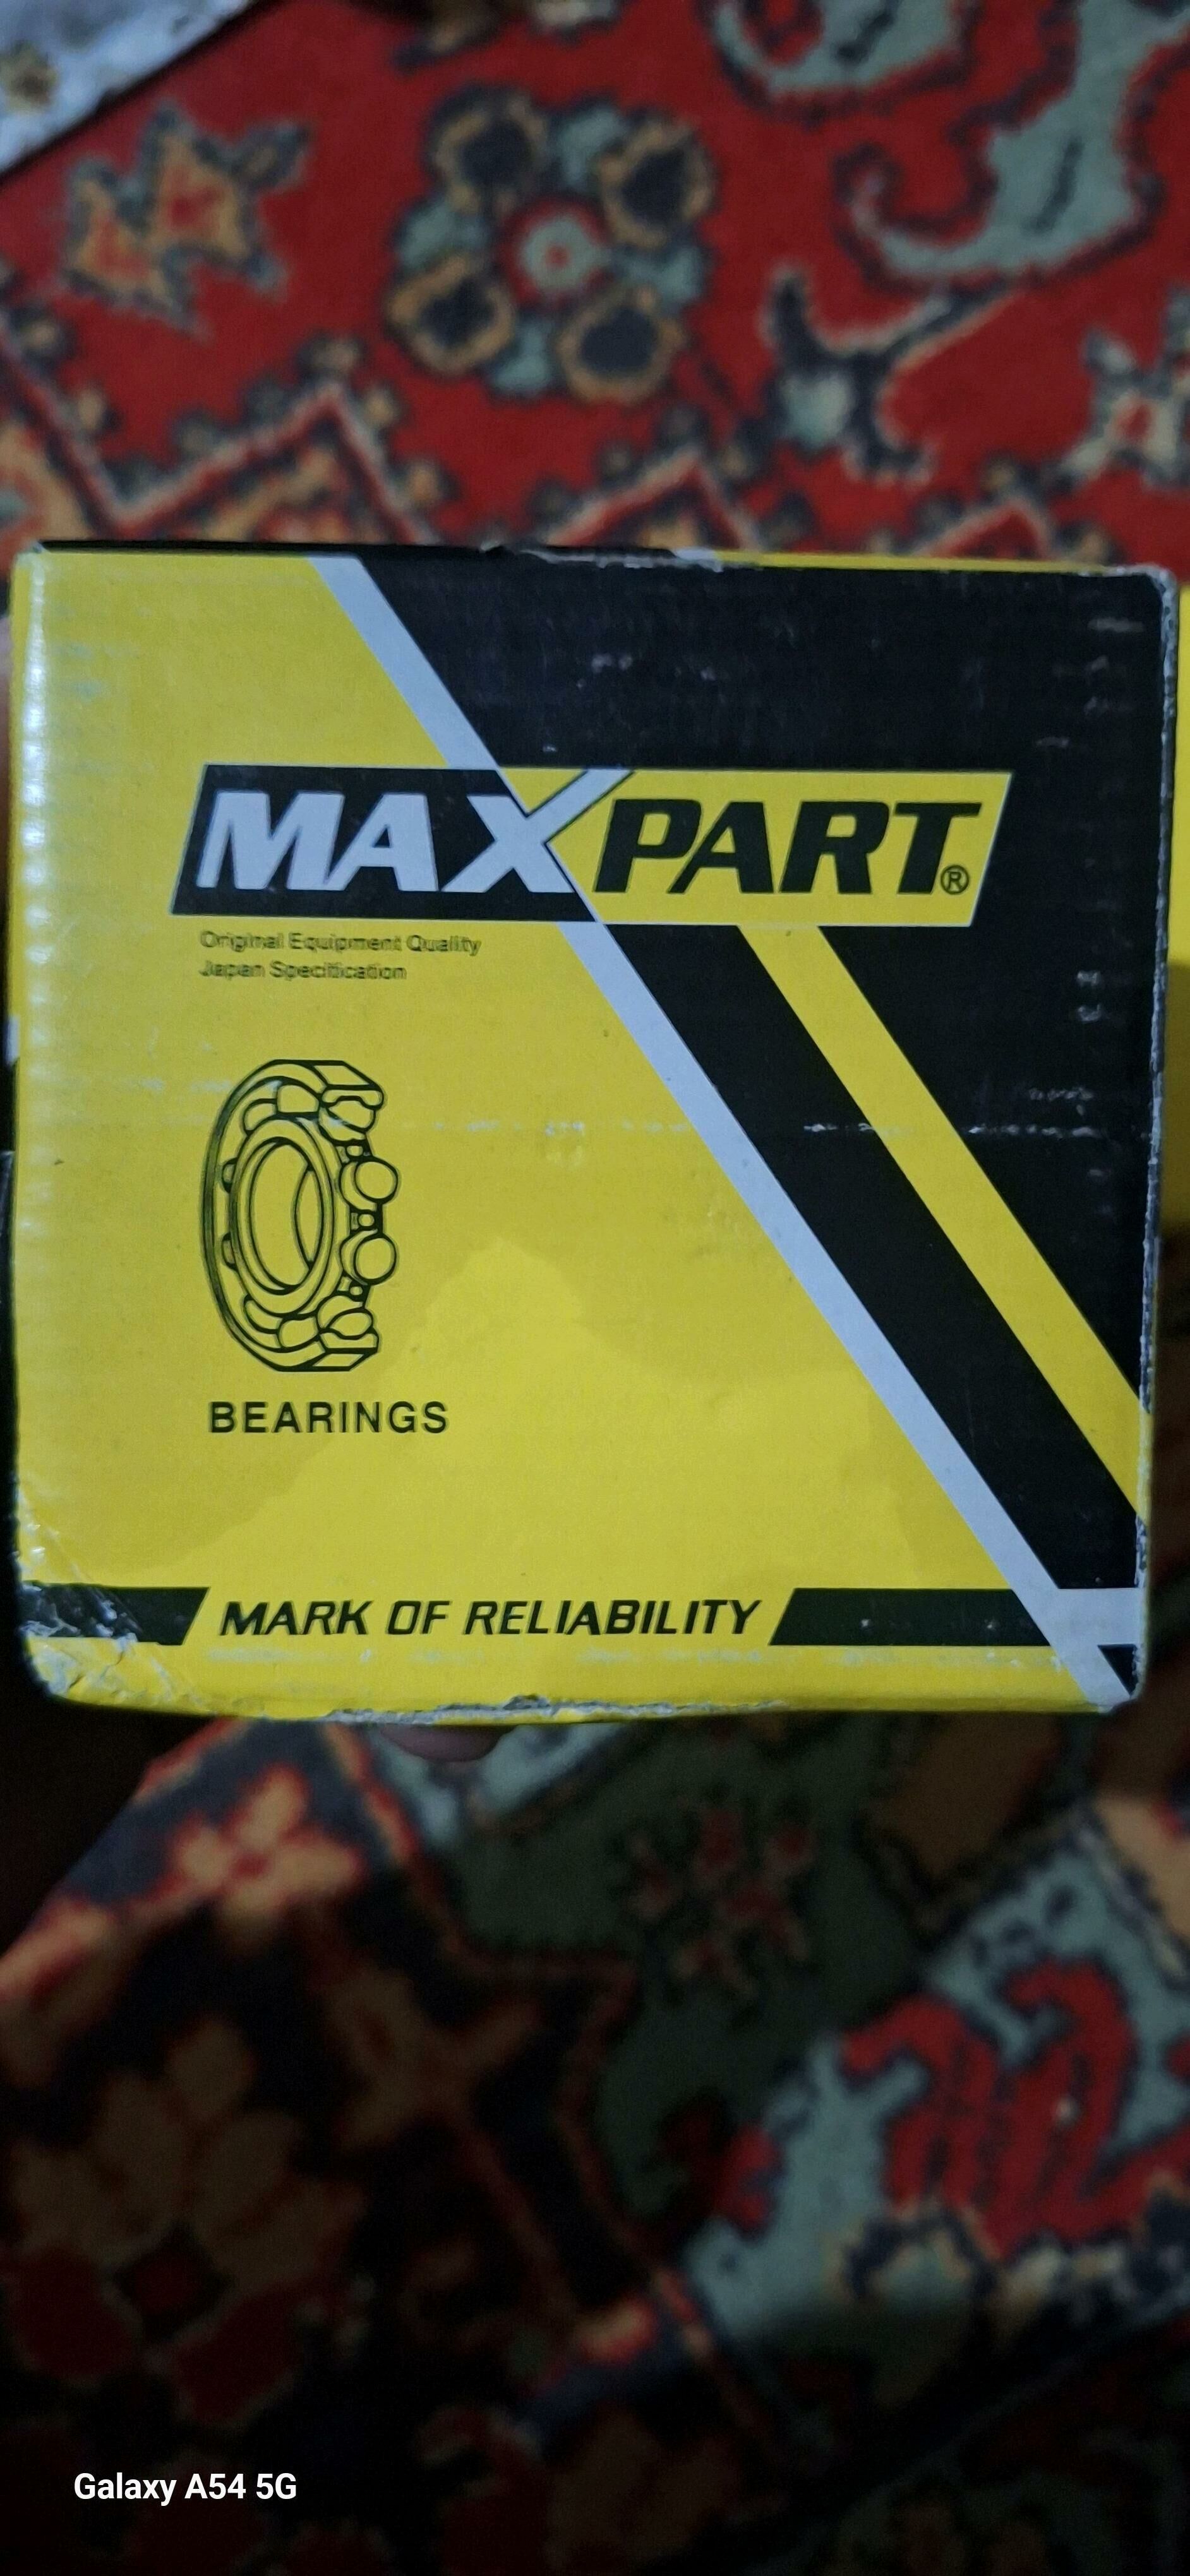 MAXPART®
Original Equipment Quality
Japan Specification
BEARINGS
MARK OF RELIABILITY
Galaxy A54 5G